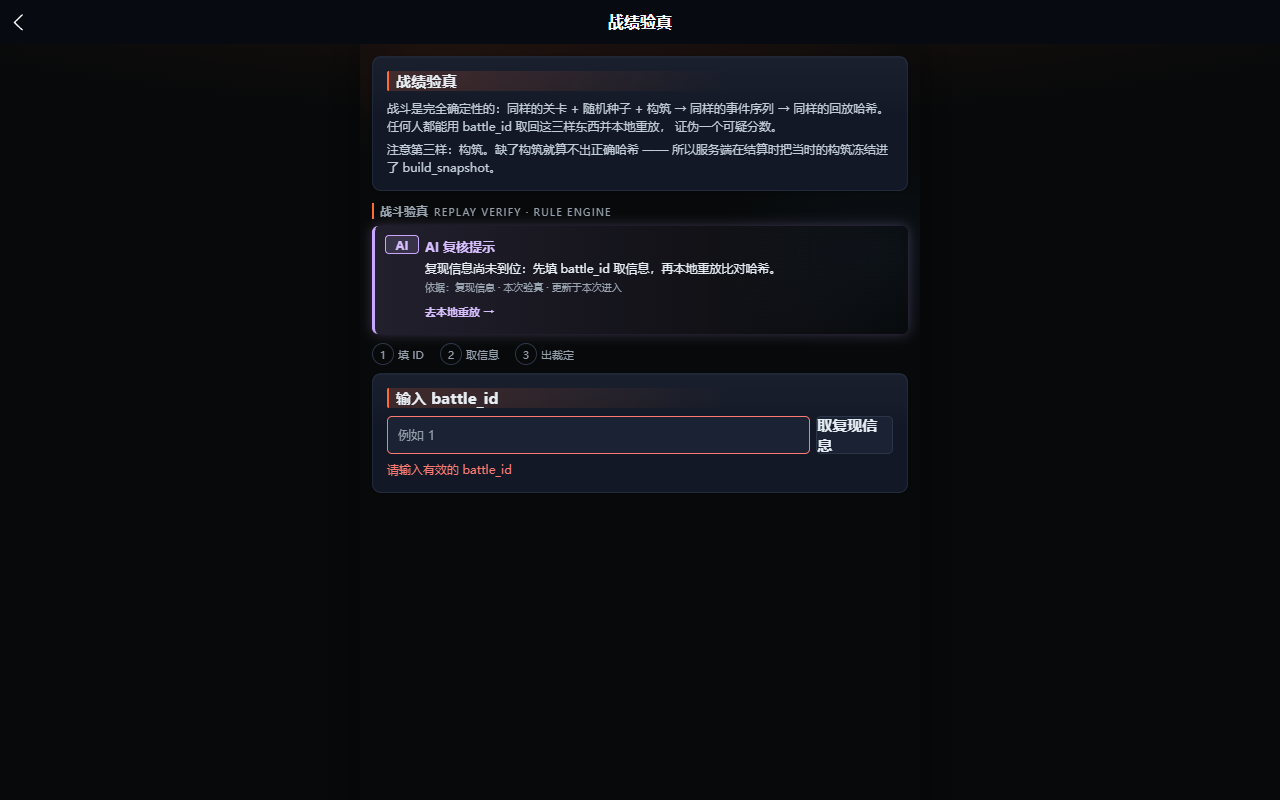 战绩验真
战绩验真
战斗是完全确定性的：同样的关卡 + 随机种子 + 构筑 → 同样的事件序列 → 同样的回放哈希。
任何人都能用 battle_id 取回这三样东西并本地重放， 证伪一个可疑分数。
注意第三样：构筑。缺了构筑就算不出正确哈希 —— 所以服务端在结算时把当时的构筑冻结进
了 build_snapshot。
战斗验真 REPLAY VERIFY · RULE ENGINE
AI AI 复核提示
复现信息尚未到位：先填 battle_id 取信息，再本地重放比对哈希。
依据：复现信息 · 本次验真 · 更新于本次进入
去本地重放 →
1 填 ID 2 取信息 3 出裁定
输入 battle_id
例如 1
取复现信
息
请输入有效的 battle_id